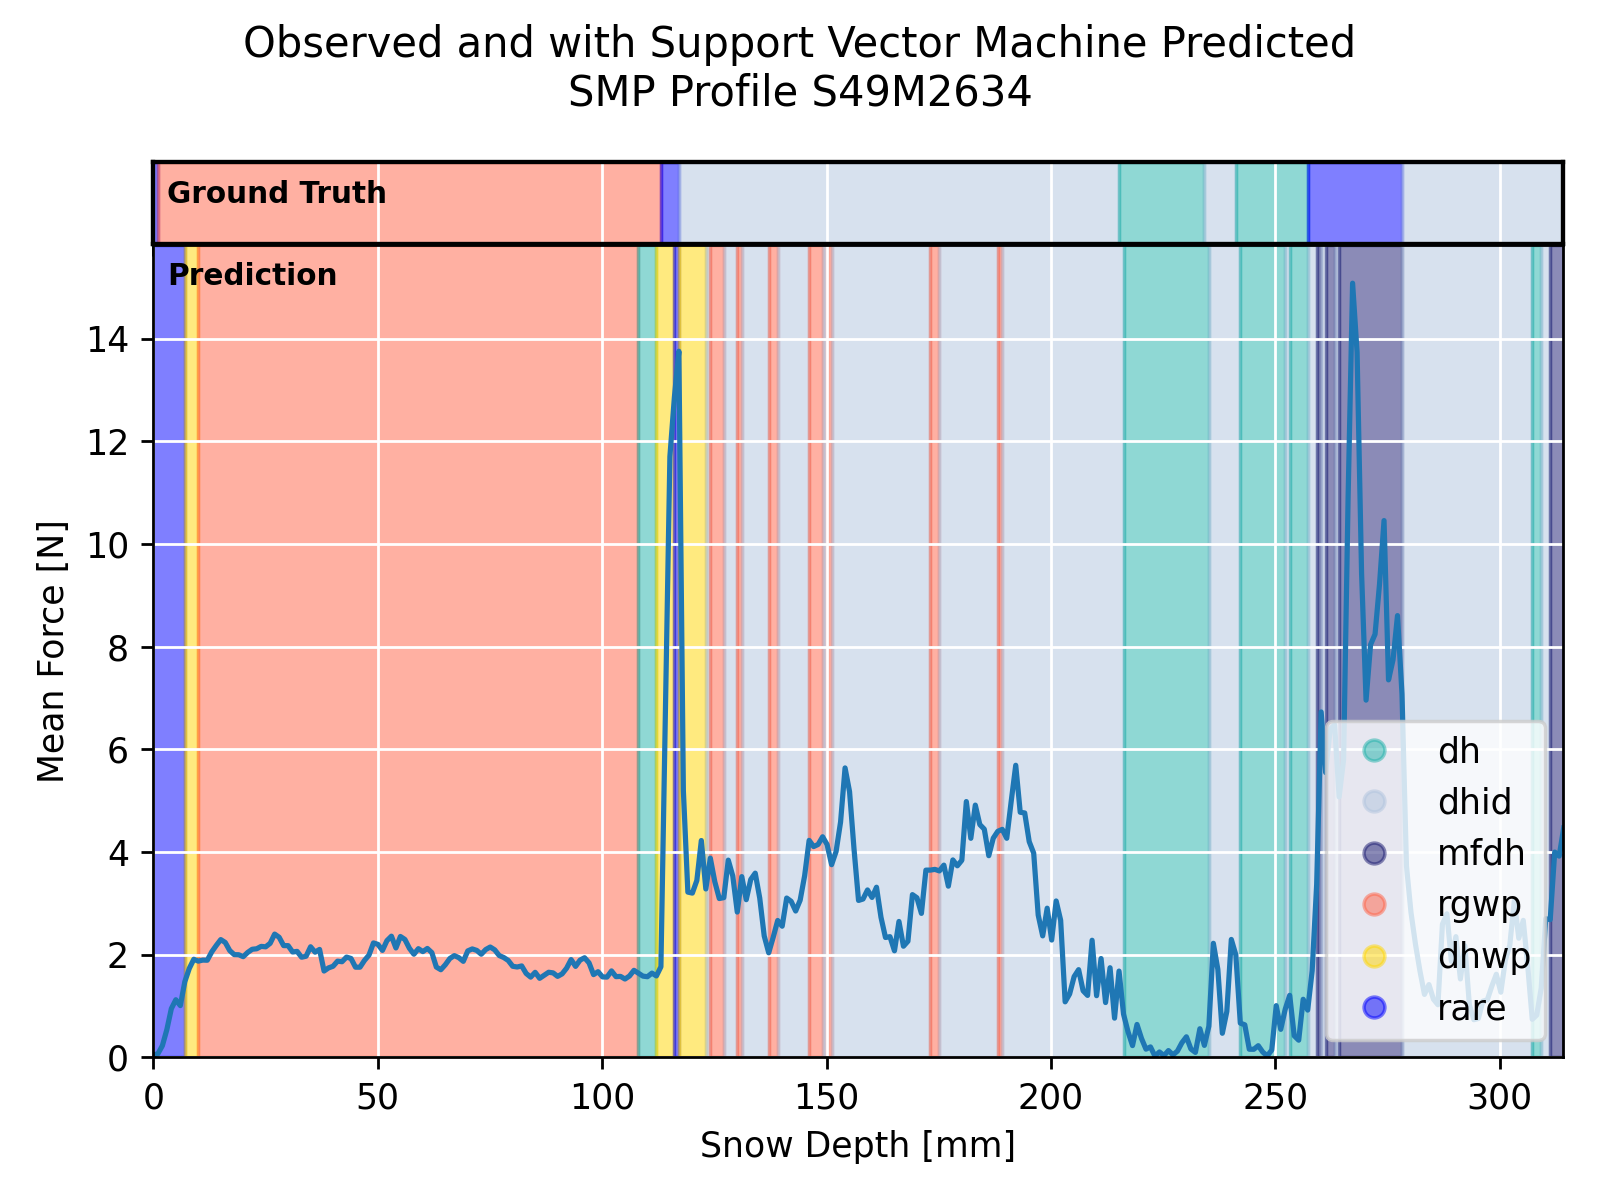 Observed and with Support Vector Machine Predicted
SMP Profile S49M2634
Ground Truth
Prediction
14
12
10
8
6
4
2
0
Mean Force [N]
dh
dhid
mfdh
rgwp
dhwp
rare
0 50 100 150 200 250 300
Snow Depth [mm]